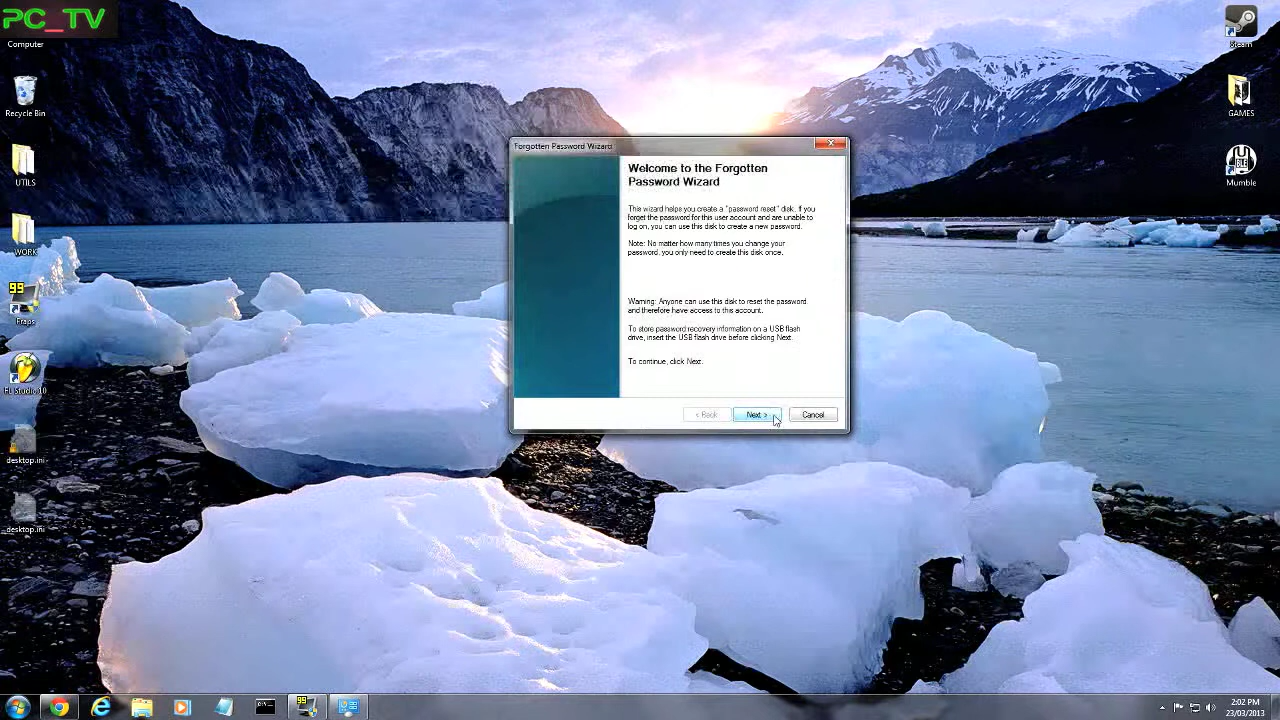 PC_TV
Computer
Recycle Bin
UTILS
WORK
99
Fraps
FL Studio 10
desktop.ini
desktop.ini
Steam
GAMES
Mumble
Forgotten Password Wizard
Welcome to the Forgotten
Password Wizard
This wizard helps you create a "password reset" disk. If you
forget the password for this user account and are unable to
log on, you can use this disk to create a new password.
Note: No matter how many times you change your
password, you only need to create this disk once.
Warning: Anyone can use this disk to reset the password,
and therefore have access to this account.
To store password recovery information on a USB flash
drive, insert the USB flash drive before clicking Next.
To continue, click Next.
< Back
Next >
Cancel
99
2:02 PM
23/03/2013